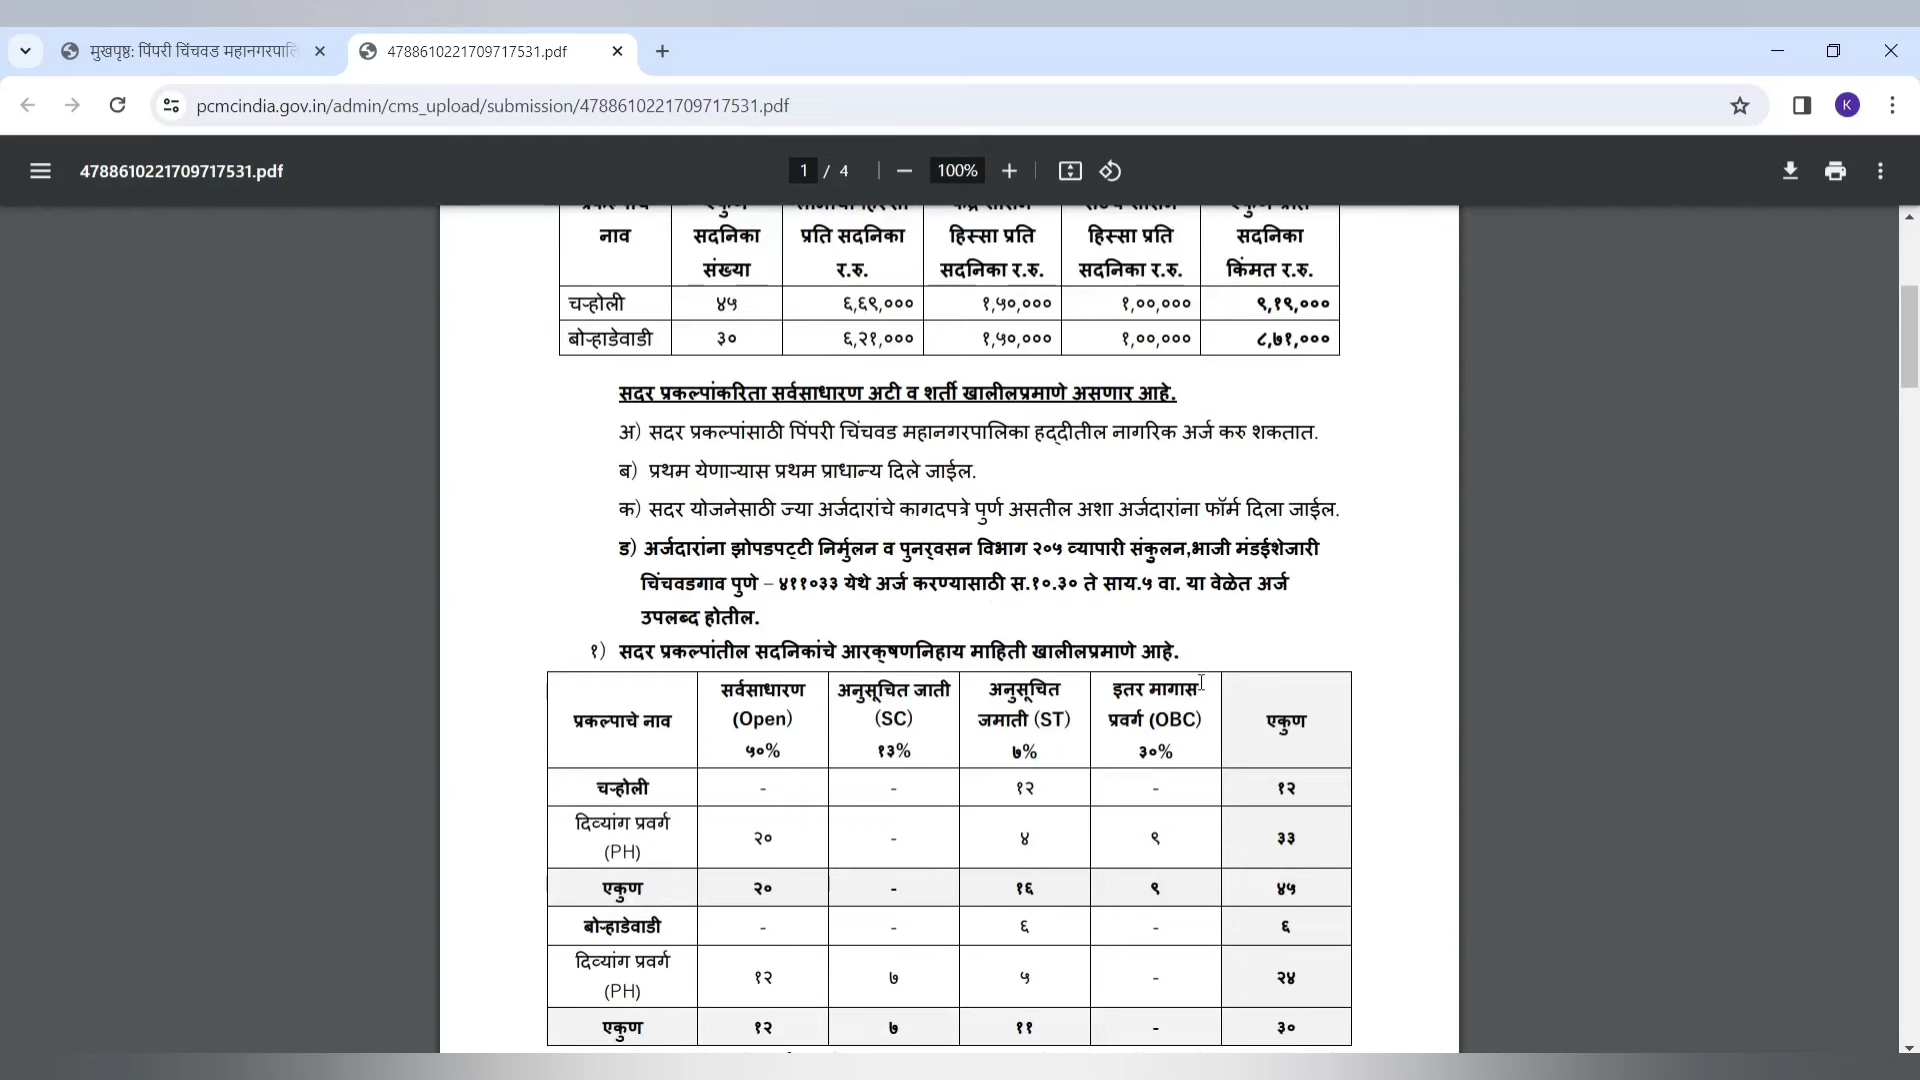 मुखपृष्ठ: पिंपरी चिंचवड महानगरपालि
4788610221709717531.pdf
pcmcindia.gov.in/admin/cms_upload/submission/4788610221709717531.pdf
K
4788610221709717531.pdf
1 / 4
100%
नाव सदनिका प्रति सदनिका हिस्सा प्रति हिस्सा प्रति सदनिका
संख्या र.रु. सदनिका र.रु. सदनिका र.रु. किंमत र.रु.
चऱ्होली ४५ ६,६९,००० १,५०,००० १,००,००० ९,१९,०००
बोऱ्हाडेवाडी ३० ६,२१,००० १,५०,००० १,००,००० ८,७१,०००
सदर प्रकल्पांकरिता सर्वसाधारण अटी व शर्ती खालीलप्रमाणे असणार आहे.
अ) सदर प्रकल्पांसाठी पिंपरी चिंचवड महानगरपालिका हद्दीतील नागरिक अर्ज करु शकतात.
ब) प्रथम येणाऱ्यास प्रथम प्राधान्य दिले जाईल.
क) सदर योजनेसाठी ज्या अर्जदारांचे कागदपत्रे पुर्ण असतील अशा अर्जदारांना फॉर्म दिला जाईल.
ड) अर्जदारांना झोपडपट्टी निर्मुलन व पुनर्वसन विभाग २०५ व्यापारी संकुलन,भाजी मंडईशेजारी
चिंचवडगाव पुणे – ४११०३३ येथे अर्ज करण्यासाठी स.१०.३० ते साय.५ वा. या वेळेत अर्ज
उपलब्द होतील.
१) सदर प्रकल्पांतील सदनिकांचे आरक्षणनिहाय माहिती खालीलप्रमाणे आहे.
सर्वसाधारण अनुसूचित जाती अनुसूचित इतर मागास
प्रकल्पाचे नाव (Open) (SC) जमाती (ST) प्रवर्ग (OBC) एकुण
५०% १३% ७% ३०%
चऱ्होली - - १२ - १२
दिव्यांग प्रवर्ग
(PH) २० - ४ ९ ३३
एकुण २० - १६ ९ ४५
बोऱ्हाडेवाडी - - ६ - ६
दिव्यांग प्रवर्ग
(PH) १२ ७ ५ - २४
एकुण १२ ७ ११ - ३०